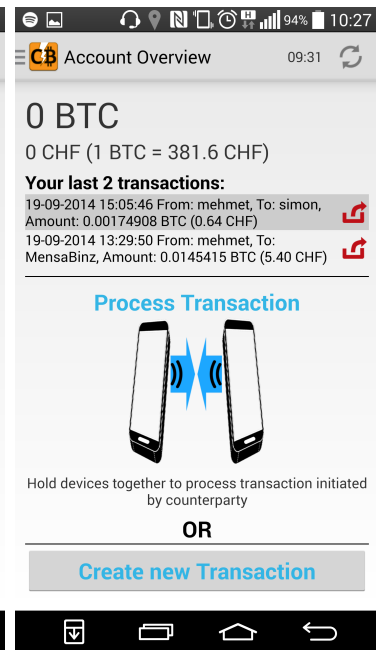 94% 10:27
CB Account Overview 09:31
0 BTC
0 CHF (1 BTC = 381.6 CHF)
Your last 2 transactions:
19-09-2014 15:05:46 From: mehmet, To: simon,
Amount: 0.00174908 BTC (0.64 CHF)
19-09-2014 13:29:50 From: mehmet, To:
MensaBinz, Amount: 0.0145415 BTC (5.40 CHF)
Process Transaction
Hold devices together to process transaction initiated
by counterparty
OR
Create new Transaction